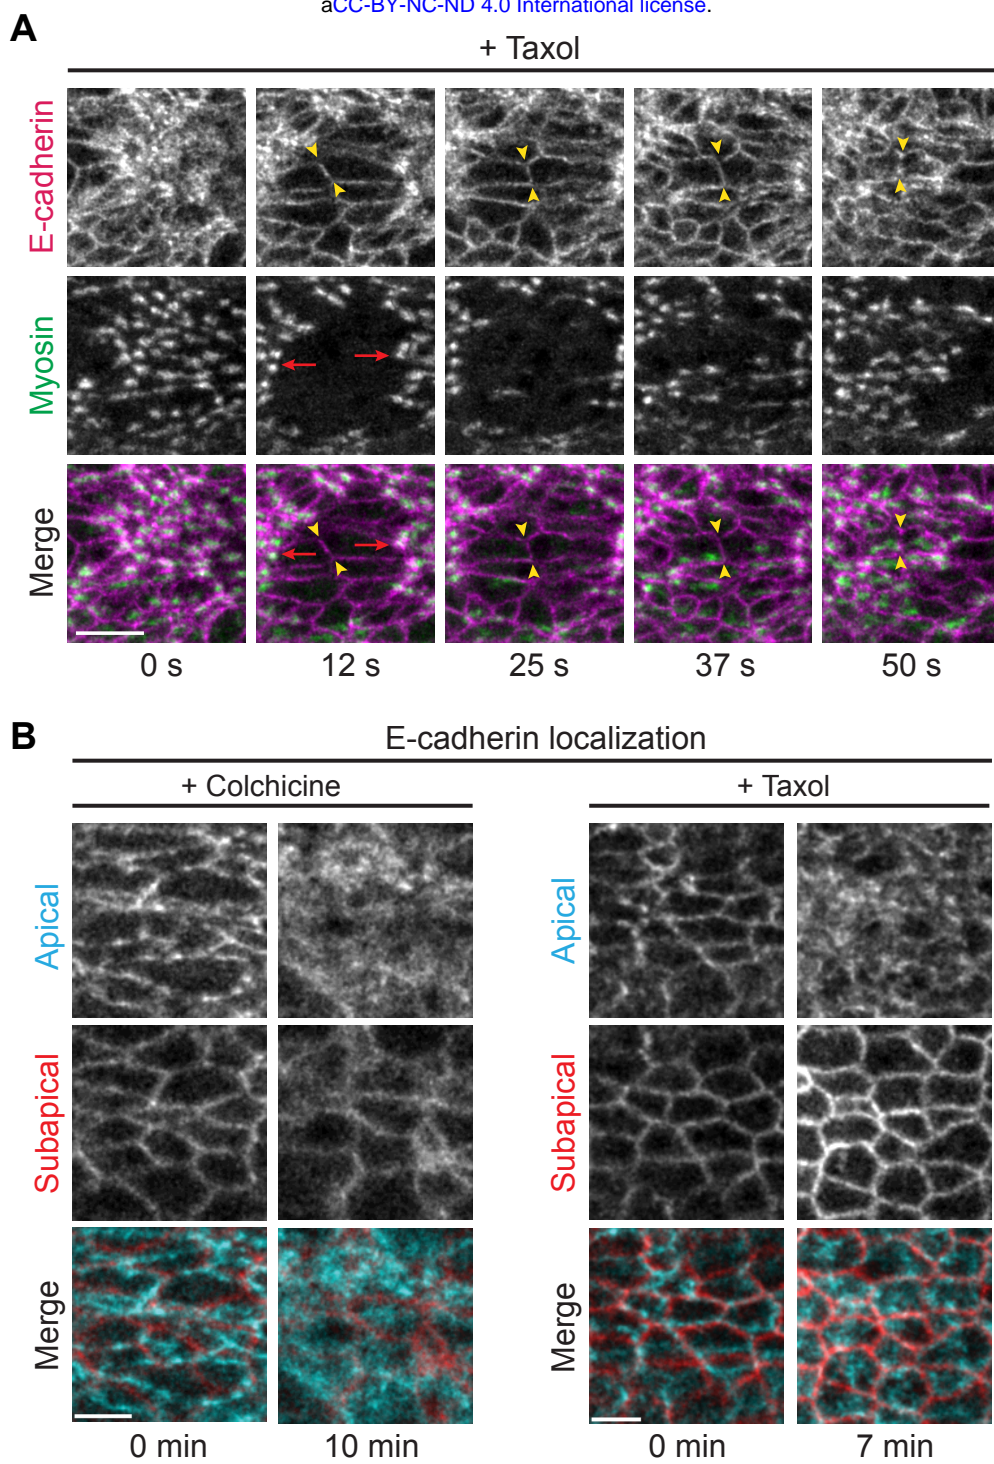 aCC-BY-NC-ND 4.0 International license.
A
+ Taxol
E-cadherin
Myosin
Merge
0 s
12 s
25 s
37 s
50 s
B
E-cadherin localization
+ Colchicine
+ Taxol
Apical
Apical
Subapical
Subapical
Merge
Merge
0 min
10 min
0 min
7 min